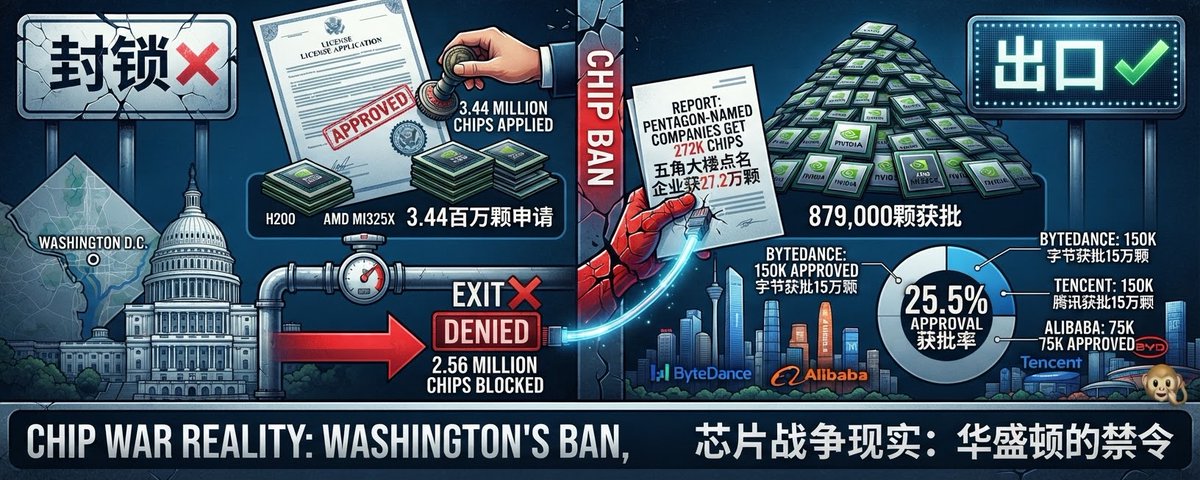 封锁
LICENSE
LICENSE APPLICATION
APPROVED
3.44 MILLION
CHIPS APPLIED
H200
AMD MI325X
3.44百万颗申请
WASHINGTON D.C.
EXIT
DENIED
2.56 MILLION
CHIPS BLOCKED
CHIP BAN
REPORT:
PENTAGON-NAMED
COMPANIES GET
272K CHIPS
五角大楼点名
企业获27.2万颗
出口
NVIDIA
879,000颗获批
BYTEDANCE:
150K APPROVED
字节获批15万颗
25.5%
APPROVAL
获批率
BYTEDANCE: 150K
字节获批15万颗
TENCENT: 150K
腾讯获批15万颗
ALIBABA: 75K
75K APPROVED
BYD
Tencent
ByteDance
Alibaba
CHIP WAR REALITY: WASHINGTON'S BAN,
芯片战争现实：华盛顿的禁令